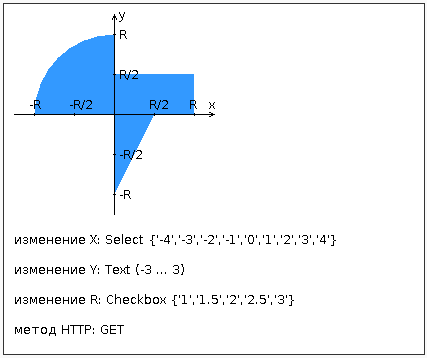 y
R
R/2
-R -R/2 R/2 R x
-R/2
-R
изменение X: Select {'-4','-3','-2','-1','0','1','2','3','4'}
изменение Y: Text (-3 ... 3)
изменение R: Checkbox {'1','1.5','2','2.5','3'}
метод HTTP: GET